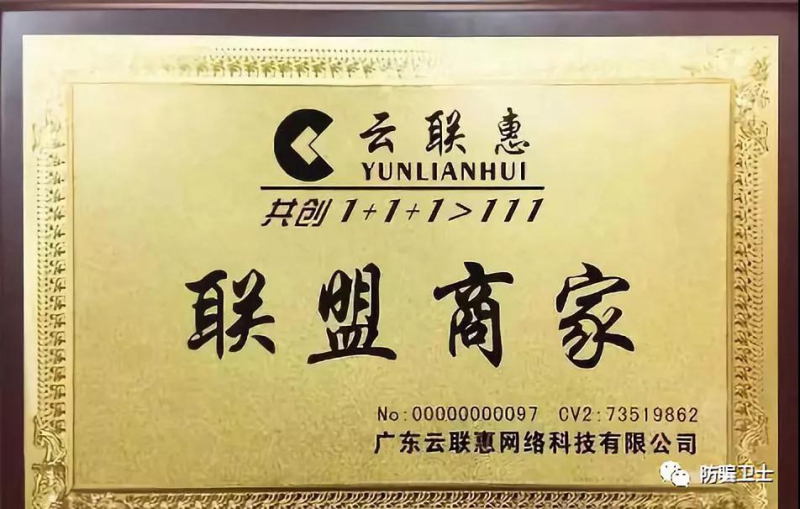 云联惠
YUNLIANHUI
共创 1+1+1>111
联盟商家
No:00000000097 CV2:73519862
广东云联惠网络科技有限公司
防骗卫士